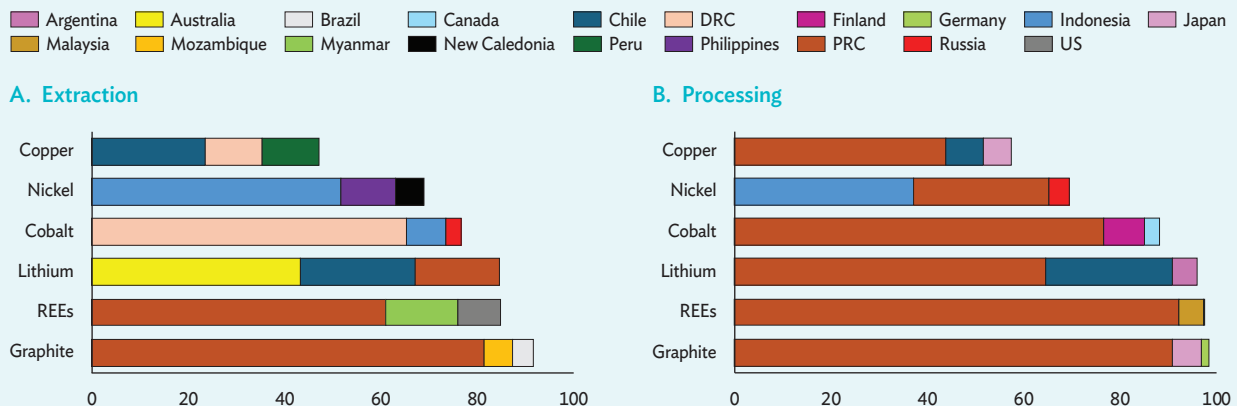 Argentina Australia Brazil Canada Chile DRC Finland Germany Indonesia Japan
Malaysia Mozambique Myanmar New Caledonia Peru Philippines PRC Russia US
A. Extraction
Copper
Nickel
Cobalt
Lithium
REEs
Graphite
0 20 40 60 80 100
B. Processing
Copper
Nickel
Cobalt
Lithium
REEs
Graphite
0 20 40 60 80 100